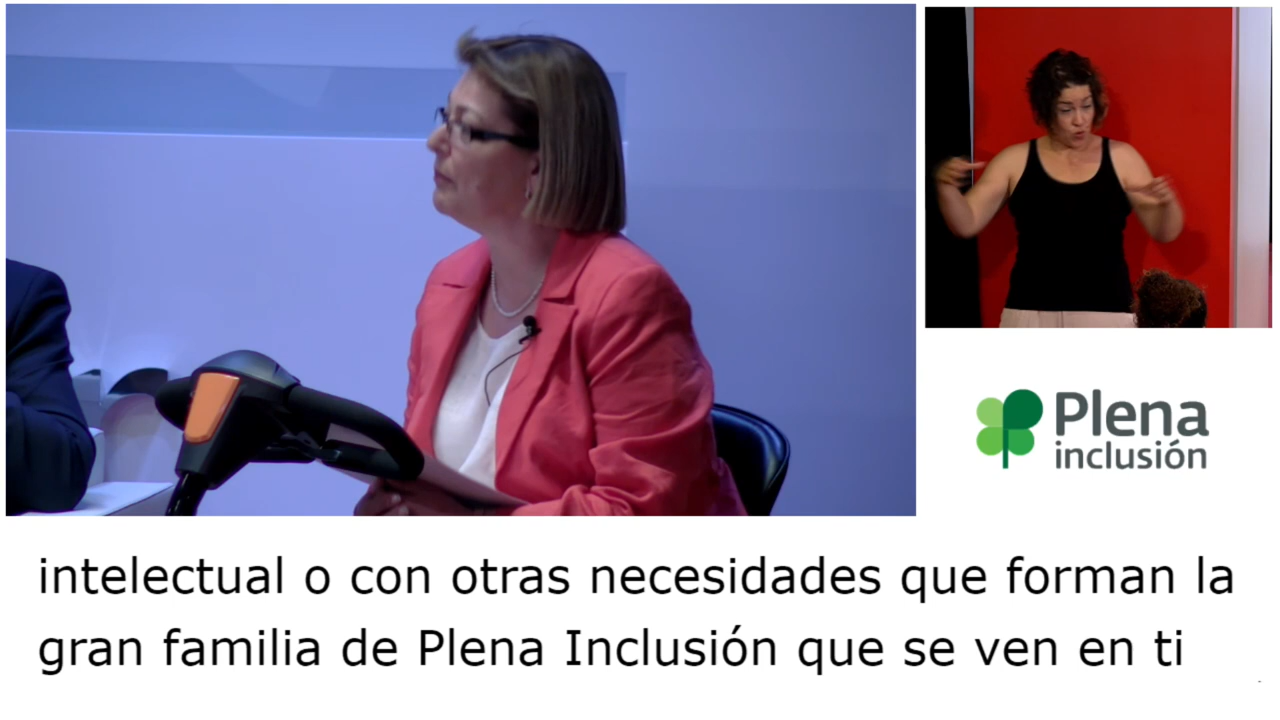 Plena
inclusión
intelectual o con otras necesidades que forman la
gran familia de Plena Inclusión que se ven en ti